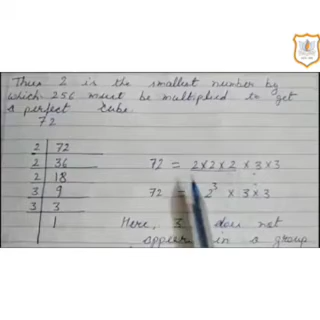 Thus 2 is the smallest number by
which 256 must be multiplied to get
a perfect cube.
72
2 | 72
2 | 36
2 | 18
3 | 9
3 | 3
1
72 = 2×2×2 × 3×3
72 = 2³ × 3×3
Here, 3 does not
appear in a group